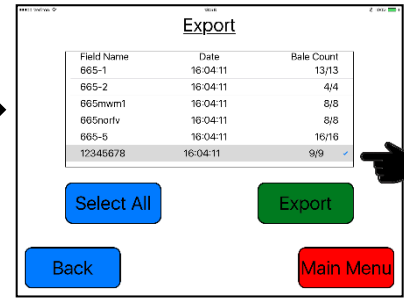 Export
Field Name Date Bale Count
665-1 16:04:11 13/13
665-2 16:04:11 4/4
665mwm1 16:04:11 8/8
665norfv 16:04:11 8/8
665-5 16:04:11 16/16
12345678 16:04:11 9/9
Select All Export
Back Main Menu